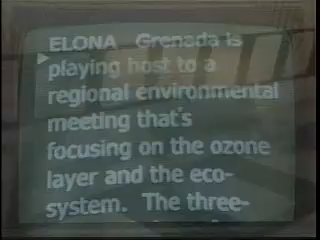 ELONA Grenada is
playing host to a
regional environmental
meeting that's
focusing on the ozone
layer and the eco-
system. The three-